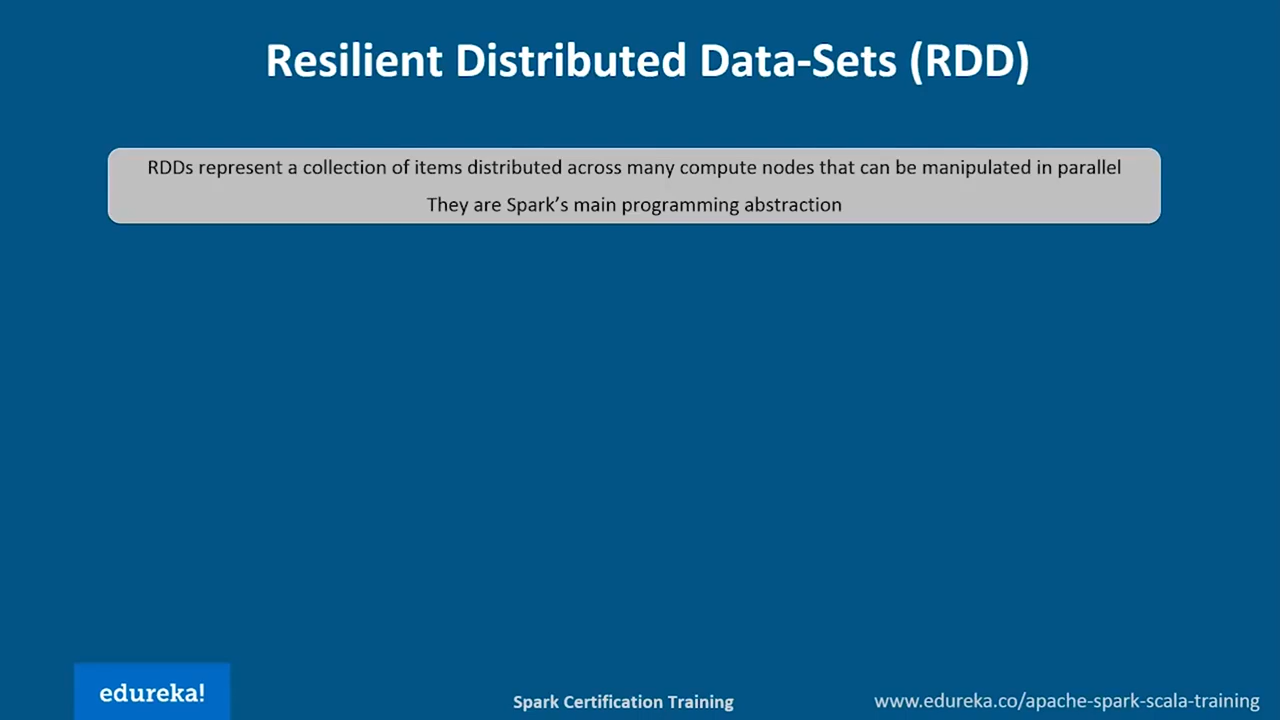 Resilient Distributed Data-Sets (RDD)
RDDs represent a collection of items distributed across many compute nodes that can be manipulated in parallel
They are Spark’s main programming abstraction
edureka!
Spark Certification Training
www.edureka.co/apache-spark-scala-training